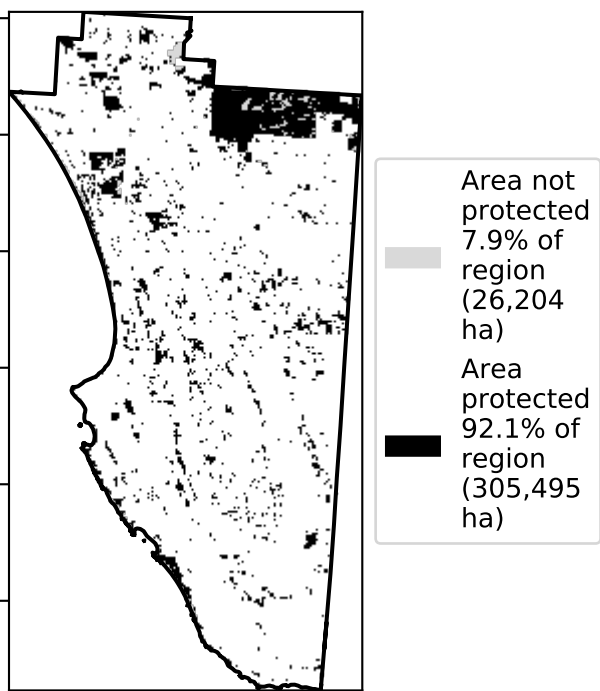 Area not
protected
7.9% of
region
(26,204
ha)
Area
protected
92.1% of
region
(305,495
ha)